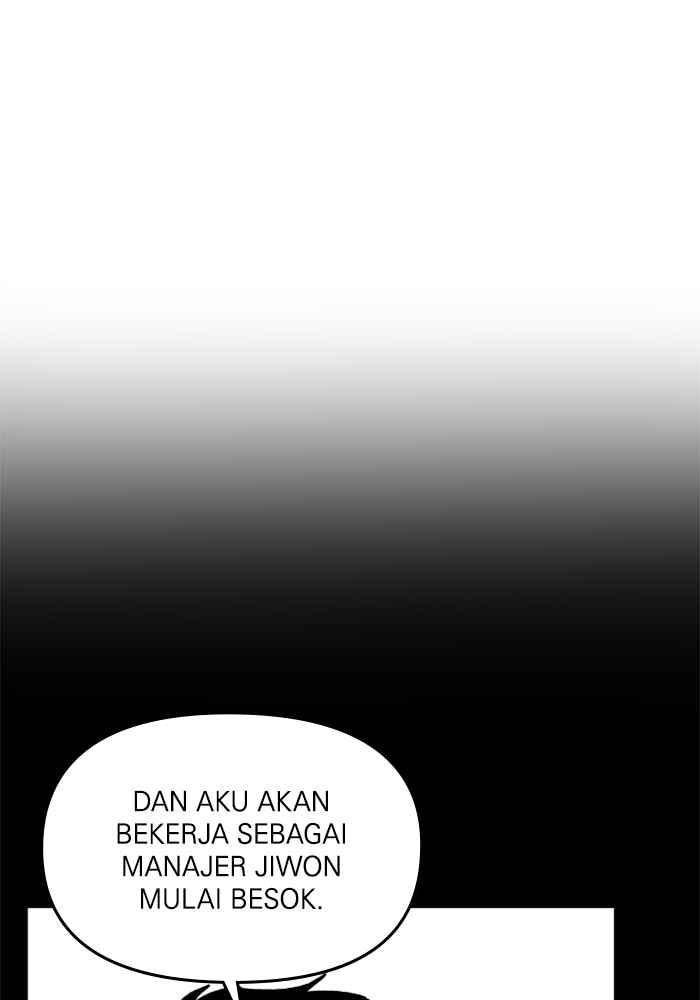 DAN AKU AKAN
BEKERJA SEBAGAI
MANAJER JIWON
MULAI BESOK.